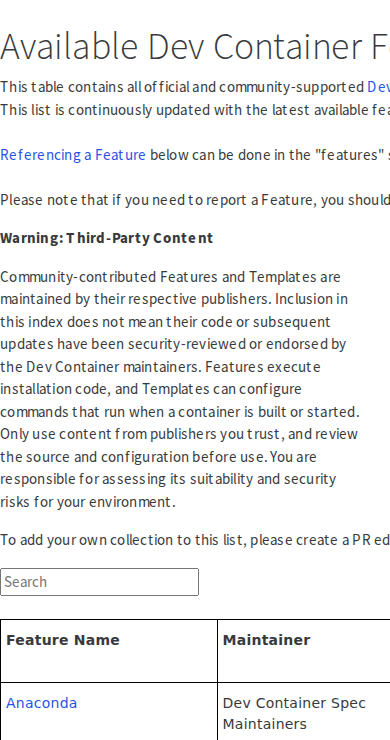 Available Dev Container
This table contains all official and community-supported
This list is continuously updated with the latest available
Referencing a Feature below can be done in the "features"
Please note that if you need to report a Feature, you should
Warning: Third-Party Content
Community-contributed Features and Templates are
maintained by their respective publishers. Inclusion in
this index does not mean their code or subsequent
updates have been security-reviewed or endorsed by
the Dev Container maintainers. Features execute
installation code, and Templates can configure
commands that run when a container is built or started.
Only use content from publishers you trust, and review
the source and configuration before use. You are
responsible for assessing its suitability and security
risks for your environment.
To add your own collection to this list, please create a PR
Search
Feature Name
Maintainer
Anaconda
Dev Container Spec
Maintainers